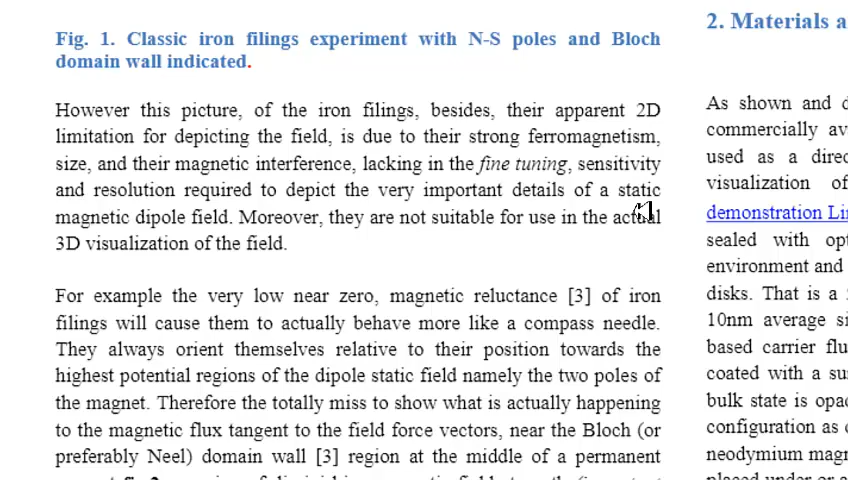 Fig. 1. Classic iron filings experiment with N-S poles and Bloch
domain wall indicated.
However this picture, of the iron filings, besides, their apparent 2D
limitation for depicting the field, is due to their strong ferromagnetism,
size, and their magnetic interference, lacking in the fine tuning, sensitivity
and resolution required to depict the very important details of a static
magnetic dipole field. Moreover, they are not suitable for use in the actual
3D visualization of the field.
For example the very low near zero, magnetic reluctance [3] of iron
filings will cause them to actually behave more like a compass needle.
They always orient themselves relative to their position towards the
highest potential regions of the dipole static field namely the two poles of
the magnet. Therefore the totally miss to show what is actually happening
to the magnetic flux tangent to the field force vectors, near the Bloch (or
preferably Neel) domain wall [3] region at the middle of a permanent
2. Materials a
As shown and d
commercially av
used as a direc
visualization of
demonstration Lin
sealed with opt
environment and
disks. That is a
10nm average si
based carrier flu
coated with a su
bulk state is opac
configuration as
neodymium magn